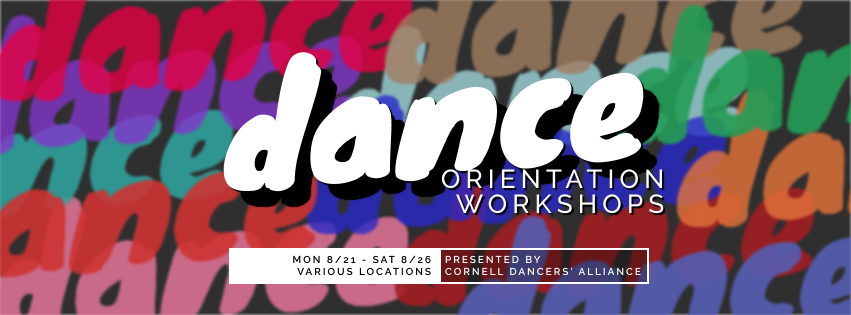 dance
ORIENTATION
WORKSHOPS
MON 8/21 - SAT 8/26
VARIOUS LOCATIONS
PRESENTED BY
CORNELL DANCERS' ALLIANCE